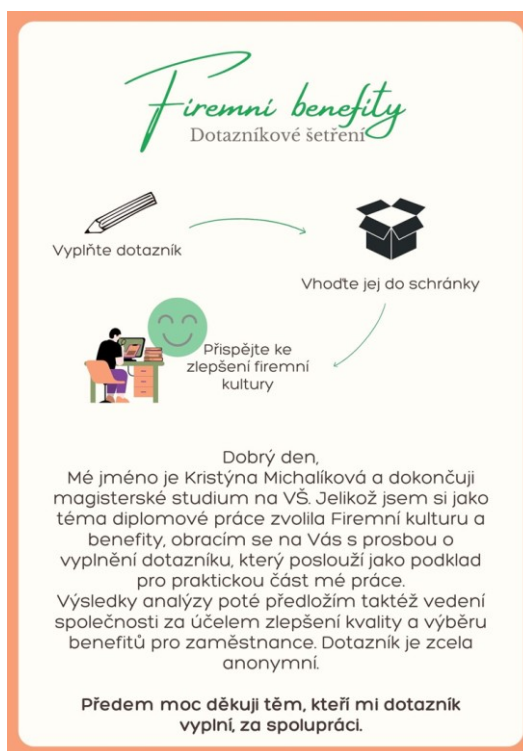 Firemní benefity
Dotazníkové šetření
Vyplňte dotazník
Vhoďte jej do schránky
Přispějte ke
zlepšení firemní
kultury
Dobrý den,
Mé jméno je Kristýna Michalíková a dokončuji
magisterské studium na VŠ. Jelikož jsem si jako
téma diplomové práce zvolila Firemní kulturu a
benefity, obracím se na Vás s prosbou o
vyplnění dotazníku, který poslouží jako podklad
pro praktickou část mé práce.
Výsledky analýzy poté předložím taktéž vedení
společnosti za účelem zlepšení kvality a výběru
benefitů pro zaměstnance. Dotazník je zcela
anonymní.
Předem moc děkuji těm, kteří mi dotazník
vyplní, za spolupráci.